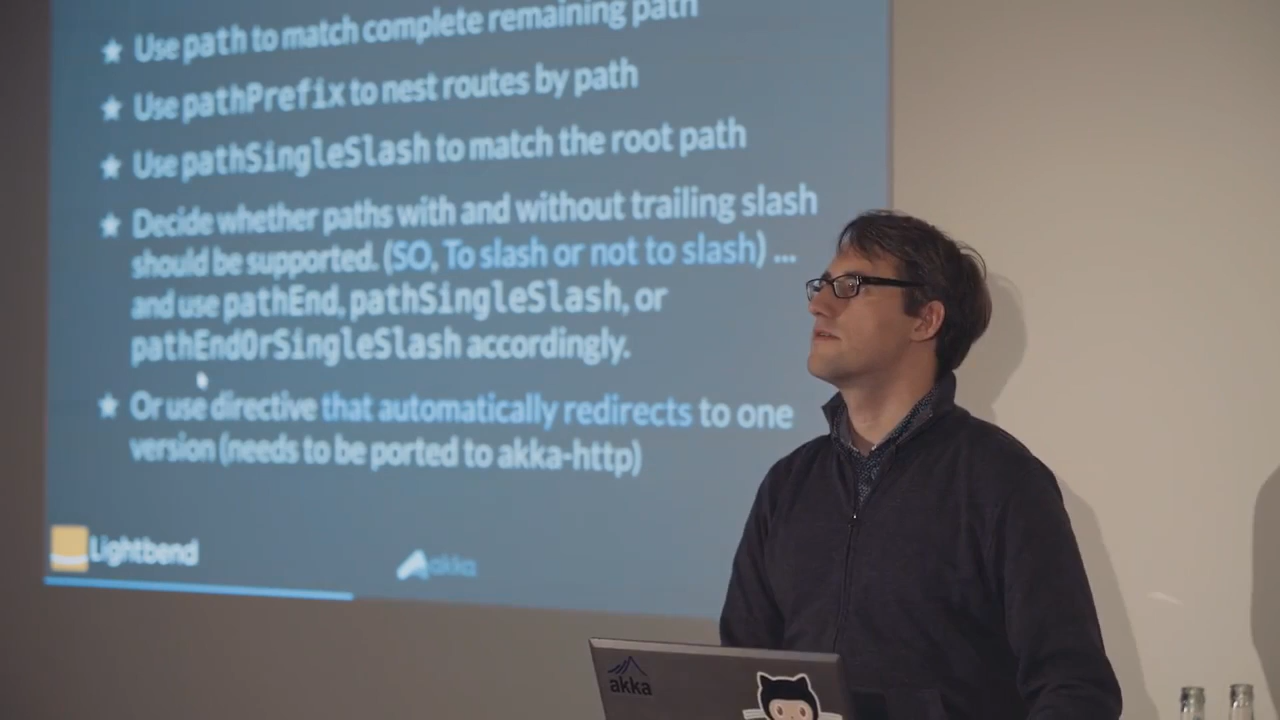 Use path to match complete remaining path
Use pathPrefix to nest routes by path
Use pathSingleSlash to match the root path
Decide whether paths with and without trailing slash
should be supported. (SO, To slash or not to slash) ...
and use pathEnd, pathSingleSlash, or
pathEndOrSingleSlash accordingly.
Or use directive that automatically redirects to one
version (needs to be ported to akka-http)
Lightbend
akka
akka